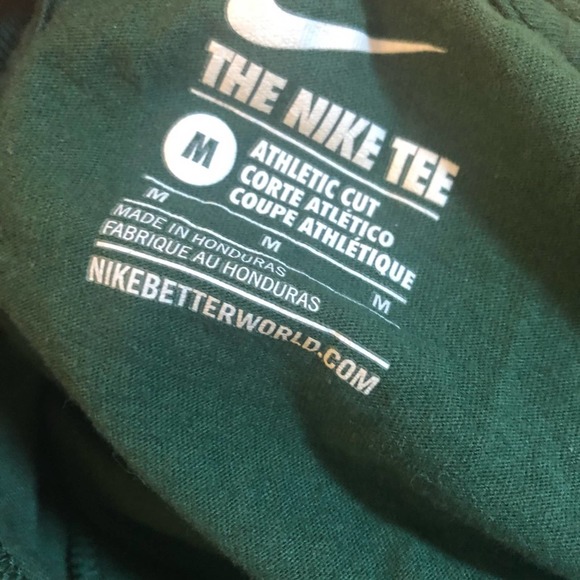 THE NIKE TEE
M
ATHLETIC CUT
CORTE ATLÉTICO
COUPE ATHLÉTIQUE
M M M
MADE IN HONDURAS
FABRIQUE AU HONDURAS
NIKEBETTERWORLD.COM